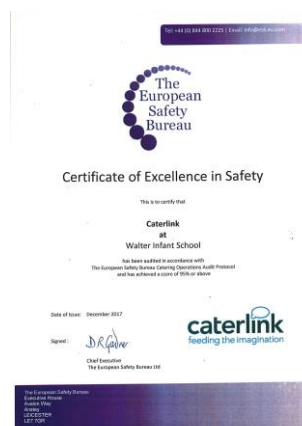 Tel: +44 (0) 844 800 2225 | Email: info@esb.eu.com
The
European
Safety
Bureau
Certificate of Excellence in Safety
This is to certify that
Caterlink
at
Walter Infant School
has been audited in accordance with
The European Safety Bureau Catering Operations Audit Protocol
and has achieved a score of 95% or above
Date of Issue: December 2017
Signed:
Chief Executive
The European Safety Bureau Ltd
caterlink
feeding the imagination
The European Safety Bureau
Executive House
Avalon Way
Anstey
LEICESTER
LE7 7GR